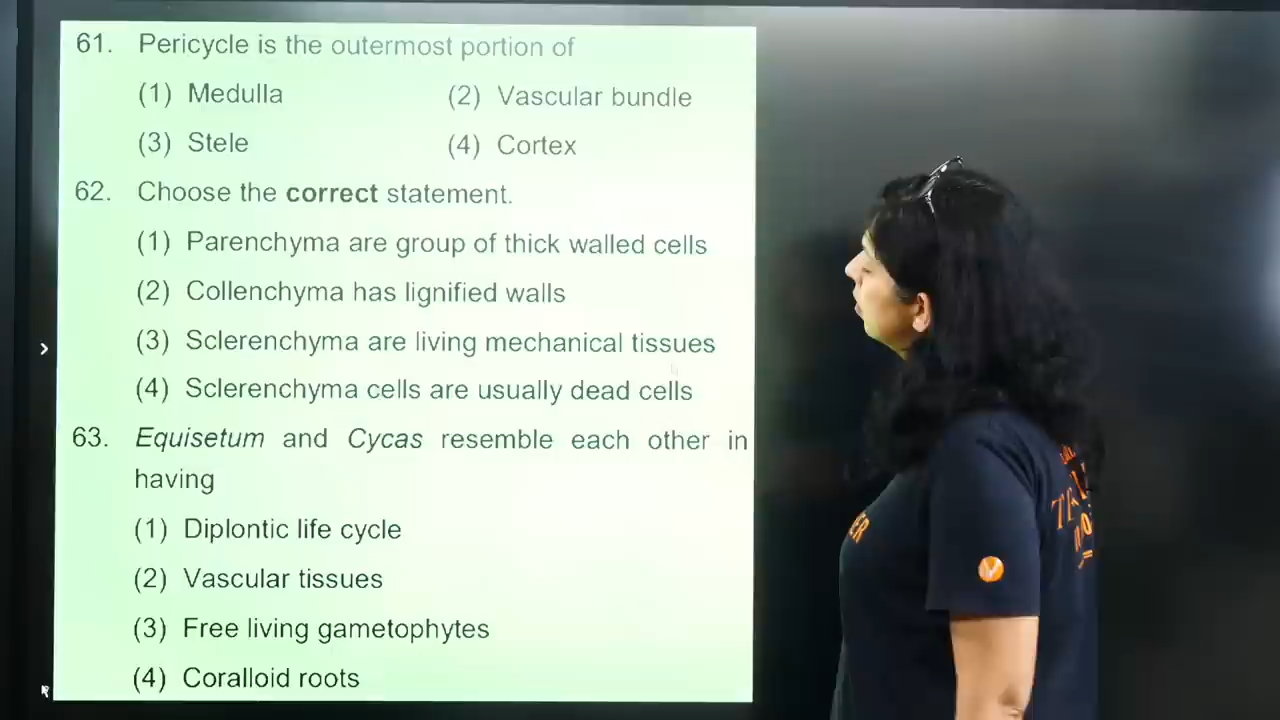 61. Pericycle is the outermost portion of
(1) Medulla (2) Vascular bundle
(3) Stele (4) Cortex
62. Choose the correct statement.
(1) Parenchyma are group of thick walled cells
(2) Collenchyma has lignified walls
(3) Sclerenchyma are living mechanical tissues
(4) Sclerenchyma cells are usually dead cells
63. Equisetum and Cycas resemble each other in
having
(1) Diplontic life cycle
(2) Vascular tissues
(3) Free living gametophytes
(4) Coralloid roots